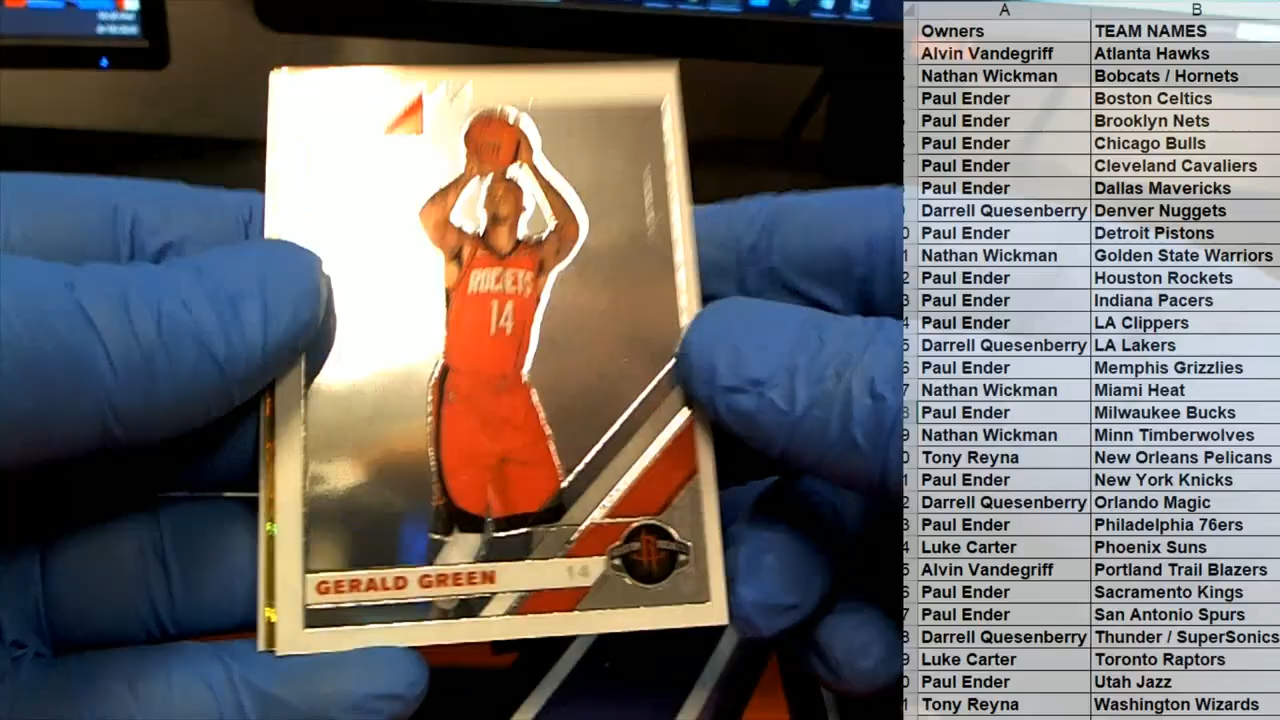 ROCKETS
14
GERALD GREEN 14
A B
Owners TEAM NAMES
Alvin Vandegriff Atlanta Hawks
Nathan Wickman Bobcats / Hornets
Paul Ender Boston Celtics
Paul Ender Brooklyn Nets
Paul Ender Chicago Bulls
Paul Ender Cleveland Cavaliers
Paul Ender Dallas Mavericks
Darrell Quesenberry Denver Nuggets
Paul Ender Detroit Pistons
Nathan Wickman Golden State Warriors
Paul Ender Houston Rockets
Paul Ender Indiana Pacers
Paul Ender LA Clippers
Darrell Quesenberry LA Lakers
Paul Ender Memphis Grizzlies
Nathan Wickman Miami Heat
Paul Ender Milwaukee Bucks
Nathan Wickman Minn Timberwolves
Tony Reyna New Orleans Pelicans
Paul Ender New York Knicks
Darrell Quesenberry Orlando Magic
Paul Ender Philadelphia 76ers
Luke Carter Phoenix Suns
Alvin Vandegriff Portland Trail Blazers
Paul Ender Sacramento Kings
Paul Ender San Antonio Spurs
Darrell Quesenberry Thunder / SuperSonics
Luke Carter Toronto Raptors
Paul Ender Utah Jazz
Tony Reyna Washington Wizards